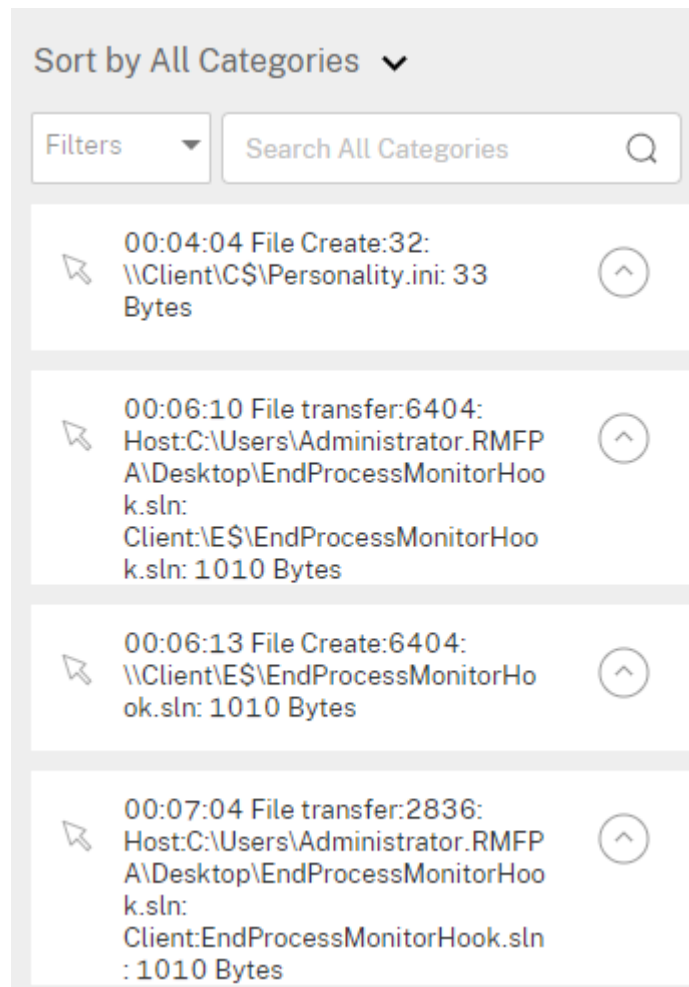 Sort by All Categories
Filters
Search All Categories
00:04:04 File Create:32:
\\Client\C$\Personality.ini: 33
Bytes
00:06:10 File transfer:6404:
Host:C:\Users\Administrator.RMFP
A\Desktop\EndProcessMonitorHoo
k.sln:
Client:\E$\EndProcessMonitorHoo
k.sln: 1010 Bytes
00:06:13 File Create:6404:
\\Client\E$\EndProcessMonitorHo
ok.sln: 1010 Bytes
00:07:04 File transfer:2836:
Host:C:\Users\Administrator.RMFP
A\Desktop\EndProcessMonitorHoo
k.sln:
Client:EndProcessMonitorHook.sln
: 1010 Bytes